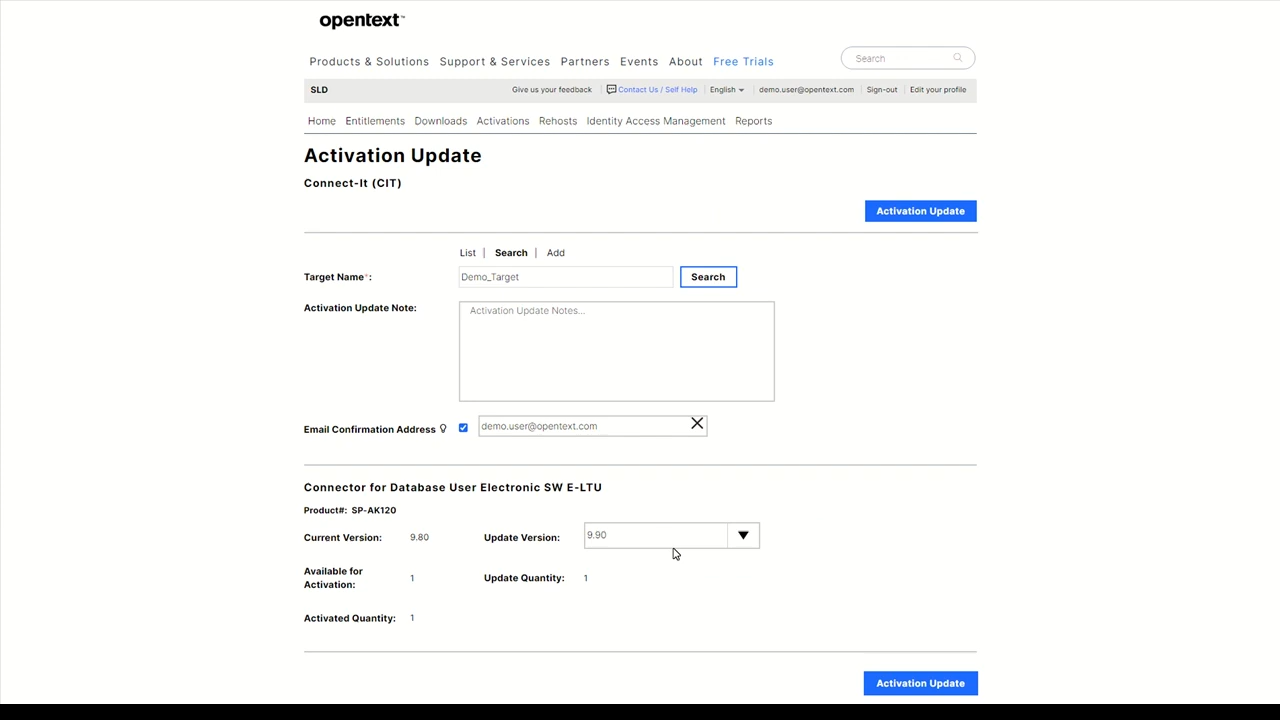 opentext™
Products & Solutions Support & Services Partners Events About Free Trials Search
SLD Give us your feedback Contact Us / Self Help English demo.user@opentext.com Sign-out Edit your profile
Home Entitlements Downloads Activations Rehosts Identity Access Management Reports
Activation Update
Connect-It (CIT)
Activation Update
List | Search | Add
Target Name*: Demo_Target Search
Activation Update Note: Activation Update Notes...
Email Confirmation Address demo.user@opentext.com
Connector for Database User Electronic SW E-LTU
Product#: SP-AK120
Current Version: 9.80 Update Version: 9.90
Available for
Activation: 1 Update Quantity: 1
Activated Quantity: 1
Activation Update